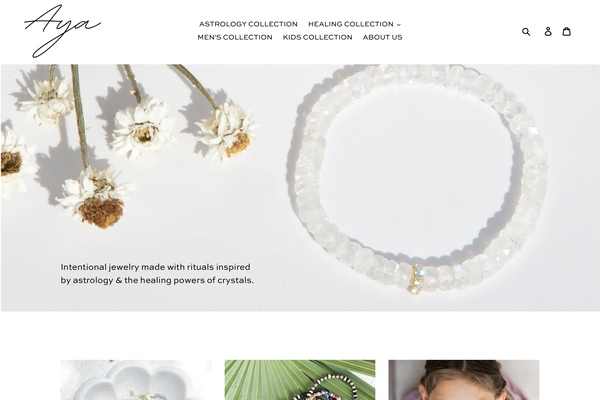 Aya
ASTROLOGY COLLECTION HEALING COLLECTION
MEN'S COLLECTION KIDS COLLECTION ABOUT US
Intentional jewelry made with rituals inspired
by astrology & the healing powers of crystals.